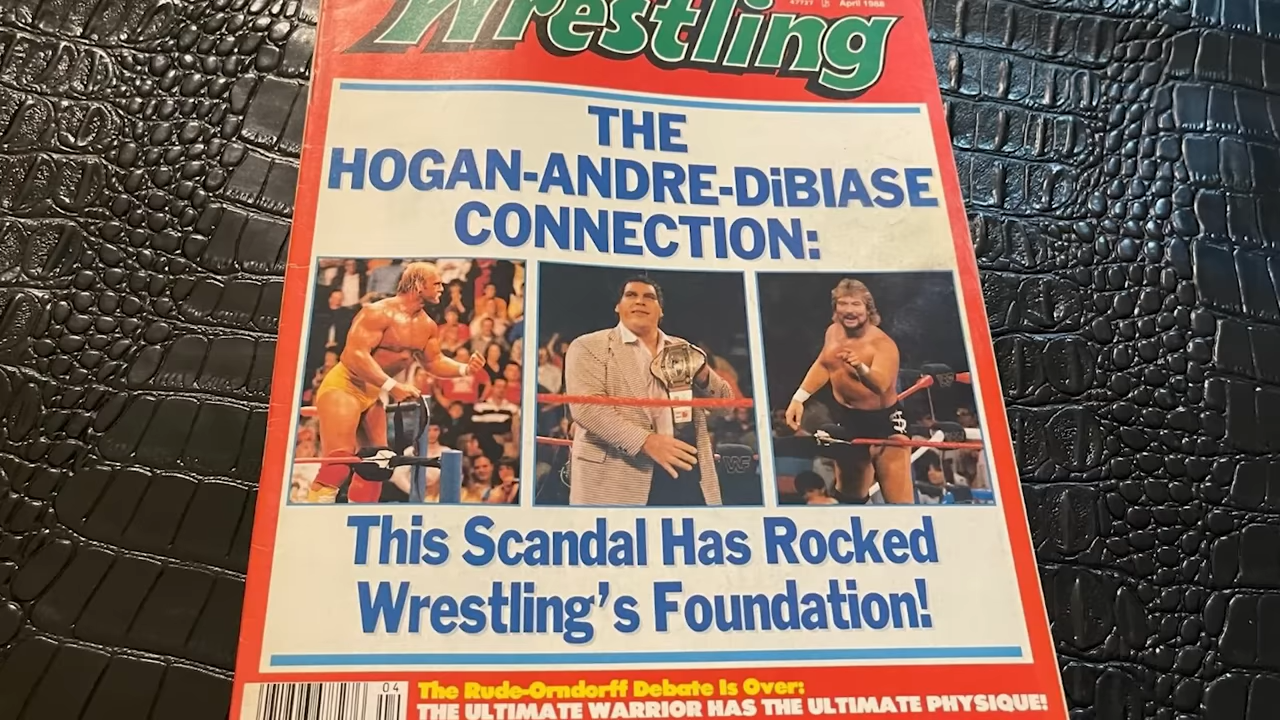 Wrestling
47727
April 1988
THE
HOGAN-ANDRE-DiBIASE
CONNECTION:
This Scandal Has Rocked
Wrestling's Foundation!
04
The Rude-Orndorff Debate Is Over:
THE ULTIMATE WARRIOR HAS THE ULTIMATE PHYSIQUE!